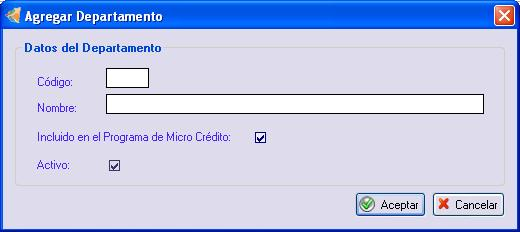 Agregar Departamento
Datos del Departamento
Código:
Nombre:
Incluido en el Programa de Micro Crédito:
Activo:
Aceptar Cancelar